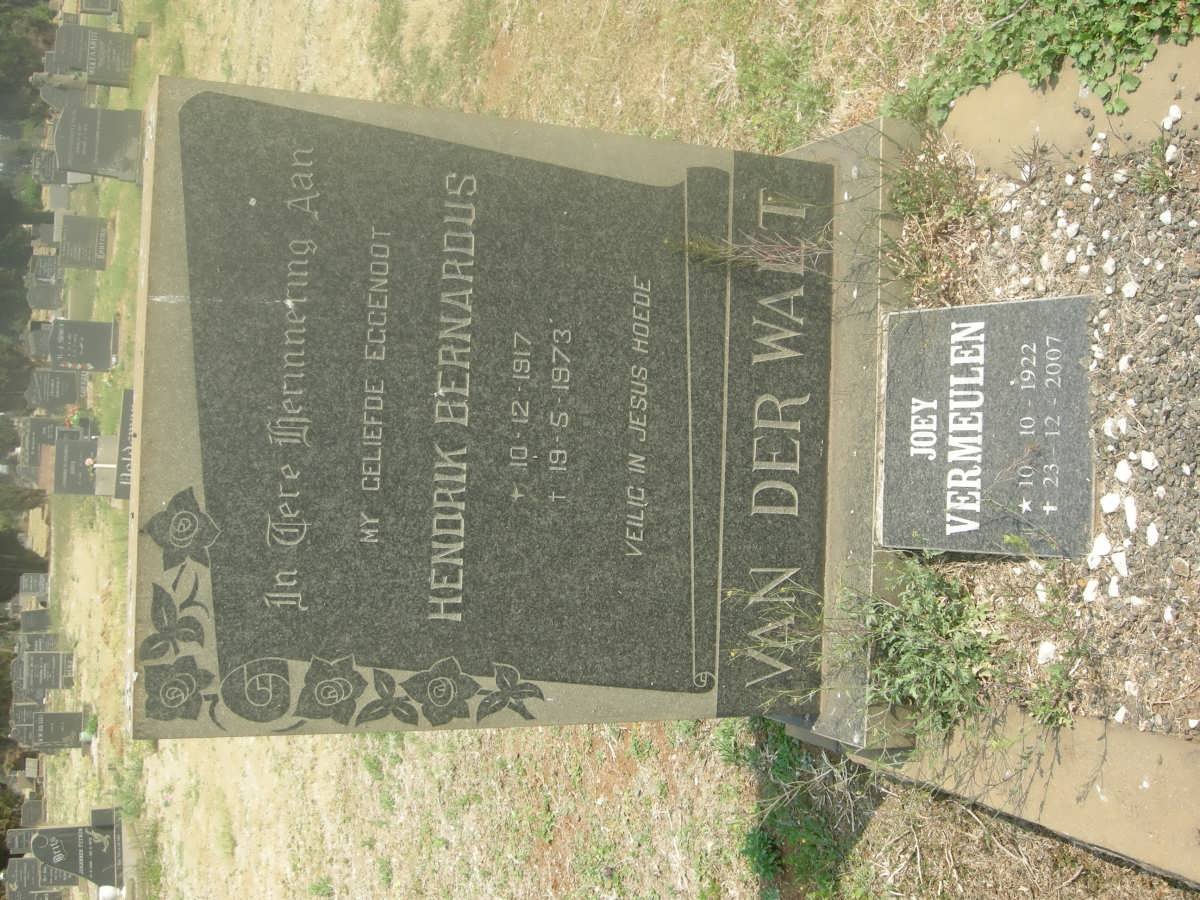 In Tere Herinnering Aan
MY GELIEFDE EGGENOOT
HENDRIK BERNARDUS
* 10-12-1917
† 19-5-1973
VEILIG IN JESUS HOEDE
VAN DER WALT
JOEY
VERMEULEN
★ 10 - 10 - 1922
✝ 23 - 12 - 2007